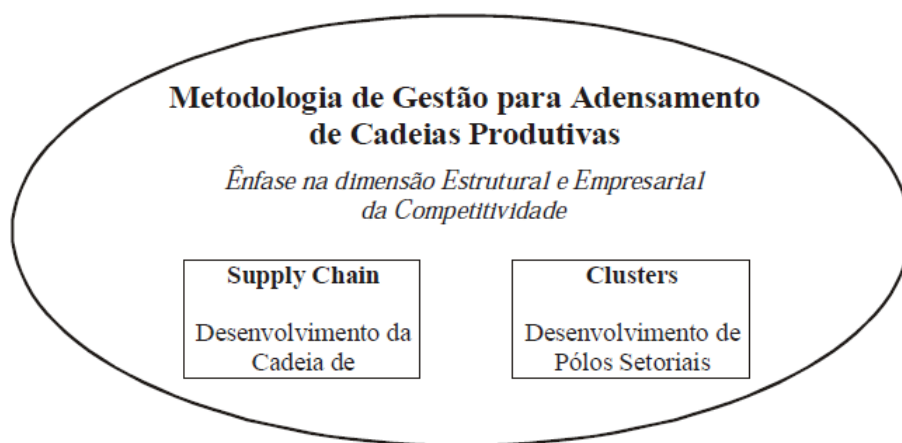 Metodologia de Gestão para Adensamento
de Cadeias Produtivas
Ênfase na dimensão Estrutural e Empresarial
da Competitividade
Supply Chain
Desenvolvimento da
Cadeia de
Clusters
Desenvolvimento de
Pólos Setoriais